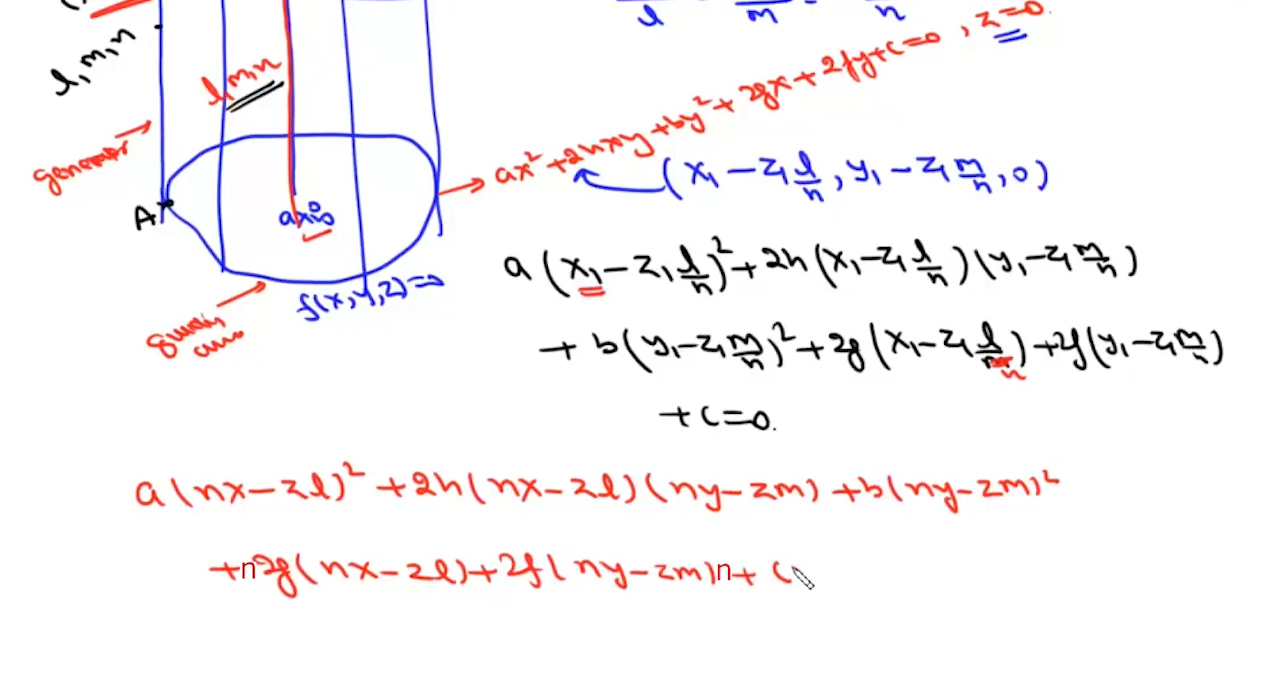 l m n
l, m, n
l, m, n
ax² + 2hxy + by² + 2gx + 2fy + c = 0, z = 0.
generator
(x₁ - z₁ l/n, y₁ - z₁ m/n, 0)
A
axis
a(x₁ - z₁ l/n)² + 2h(x₁ - z₁ l/n)(y₁ - z₁ m/n)
f(x, y, z) = 0
+ b(y₁ - z₁ m/n)² + 2g(x₁ - z₁ l/n) + 2f(y₁ - z₁ m/n)
+ c = 0.
a(nx - zl)² + 2h(nx - zl)(ny - zm) + b(ny - zm)²
+ n2g(nx - zl) + 2f(ny - zm)n + c